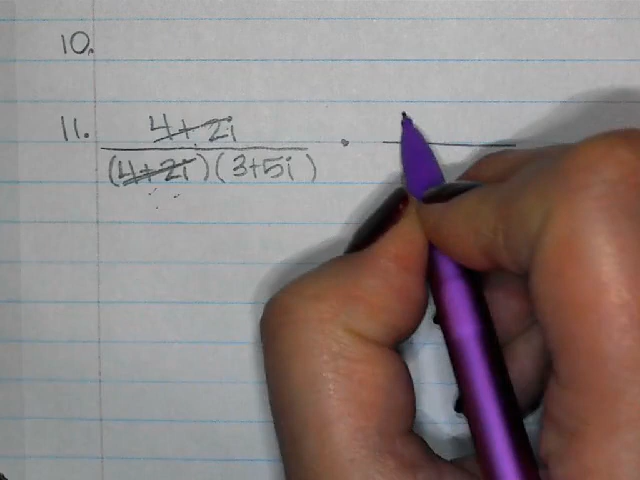 10.
11. 4+2i
(4+2i)(3+5i) ·